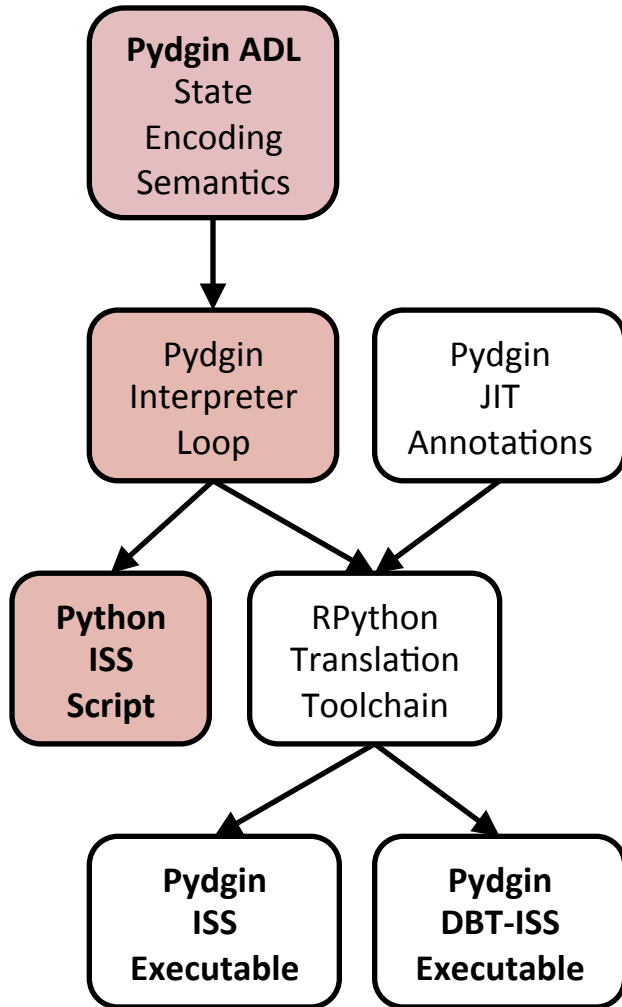 Pydgin ADL
State
Encoding
Semantics
Pydgin
Interpreter
Loop
Pydgin
JIT
Annotations
Python
ISS
Script
RPython
Translation
Toolchain
Pydgin
ISS
Executable
Pydgin
DBT-ISS
Executable